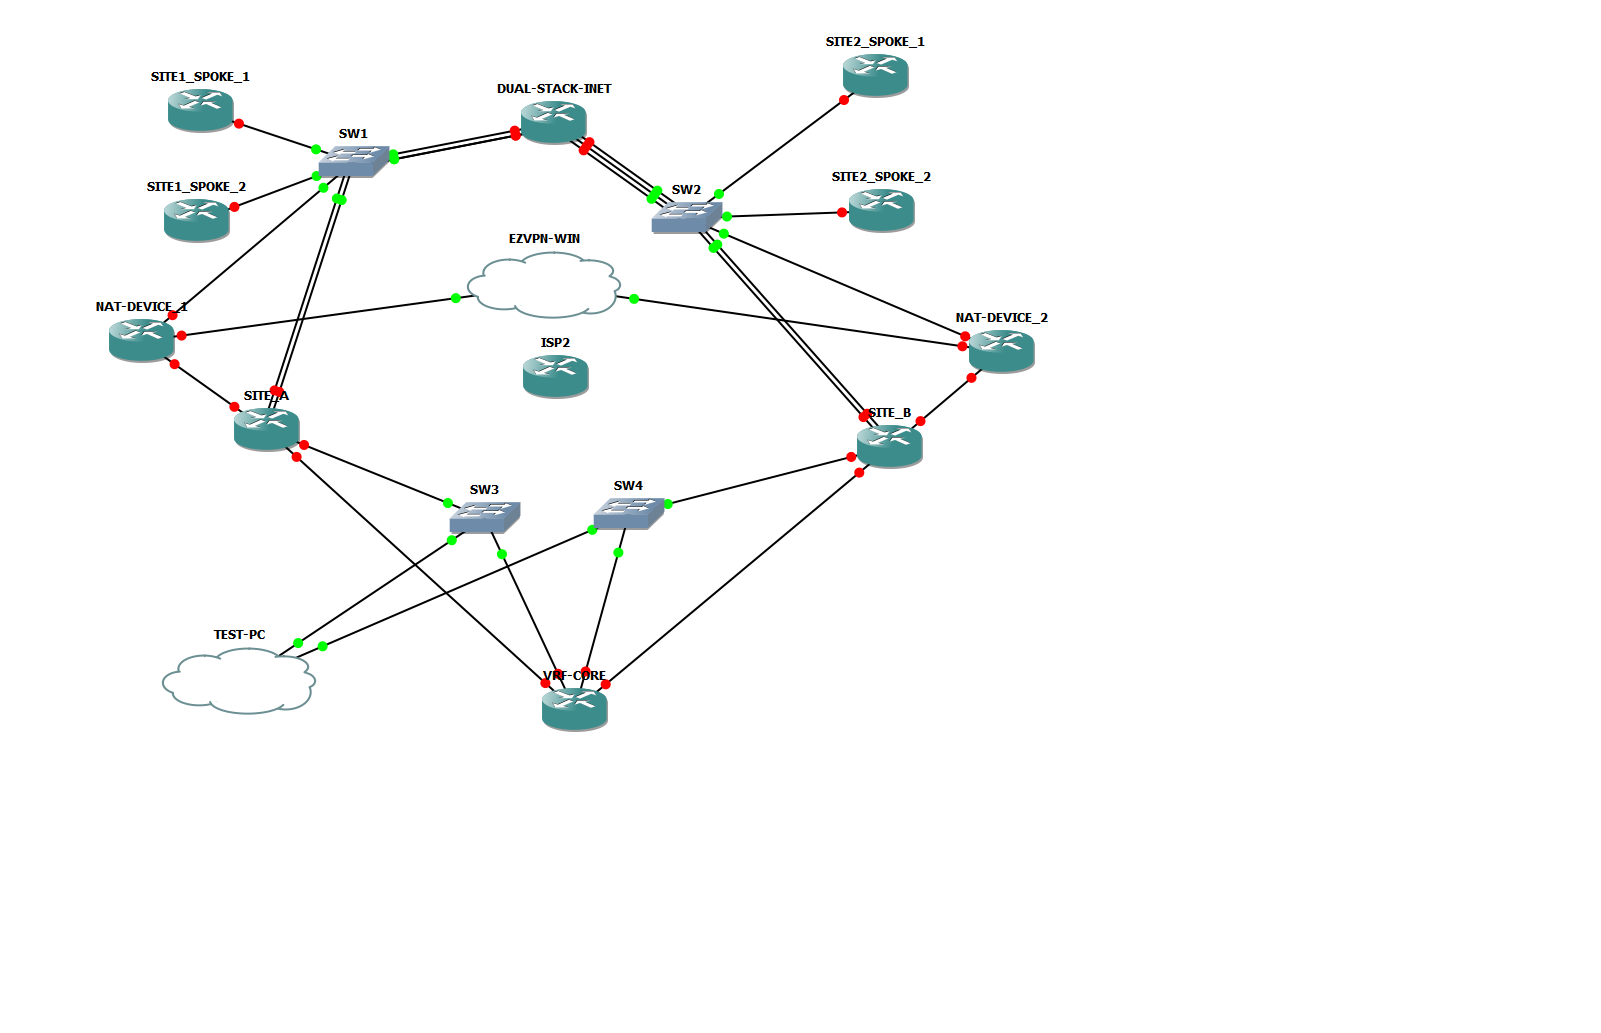 SITE2_SPOKE_1
SITE1_SPOKE_1
DUAL-STACK-INET
SW1
SITE2_SPOKE_2
SITE1_SPOKE_2
SW2
EZVPN-WIN
NAT-DEVICE_1
NAT-DEVICE_2
ISP2
SITE_A
SITE_B
SW3
SW4
TEST-PC
VRF-CORE